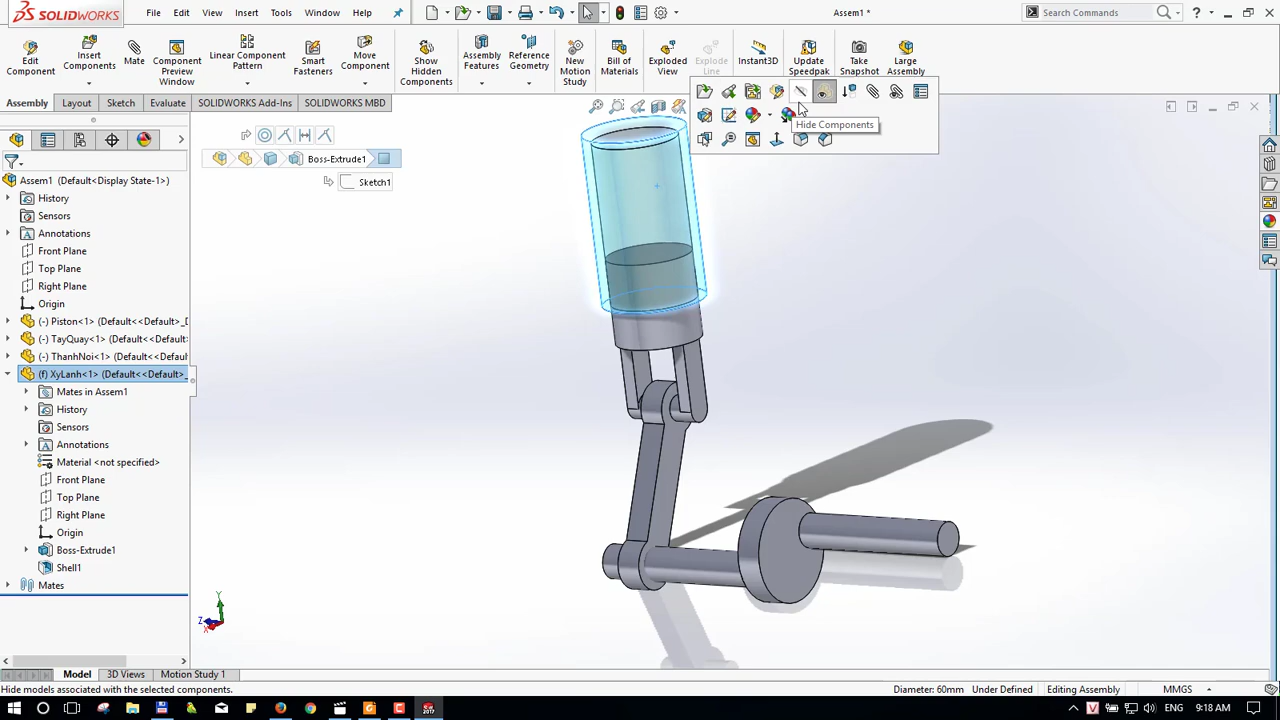 SOLIDWORKS
File
Edit
View
Insert
Tools
Window
Help
Assem1 *
Search Commands
Edit Component
Insert Components
Mate
Component Preview Window
Linear Component Pattern
Smart Fasteners
Move Component
Show Hidden Components
Assembly Features
Reference Geometry
New Motion Study
Bill of Materials
Exploded View
Explode Line
Instant3D
Update Speedpak
Take Snapshot
Large Assembly
Assembly
Layout
Sketch
SOLIDWORKS Add-Ins
SOLIDWORKS MBD
Hide Components
Boss-Extrude1
Sketch1
Assem1 (Default<Display State-1>)
History
Sensors
Annotations
Front Plane
Top Plane
Right Plane
Origin
(-) Piston<1> (Default<<Default>_D
(-) TayQuay<1> (Default<<Default>
(-) ThanhNoi<1> (Default<<Default>
(f) XyLanh<1> (Default<<Default>_
Mates in Assem1
History
Sensors
Annotations
Material <not specified>
Front Plane
Top Plane
Right Plane
Origin
Boss-Extrude1
Shell1
Mates
Y
Z
X
Model
3D Views
Motion Study 1
Hide models associated with the selected components.
Diameter: 60mm
Under Defined
Editing Assembly
MMGS
2017
V
ENG
9:18 AM